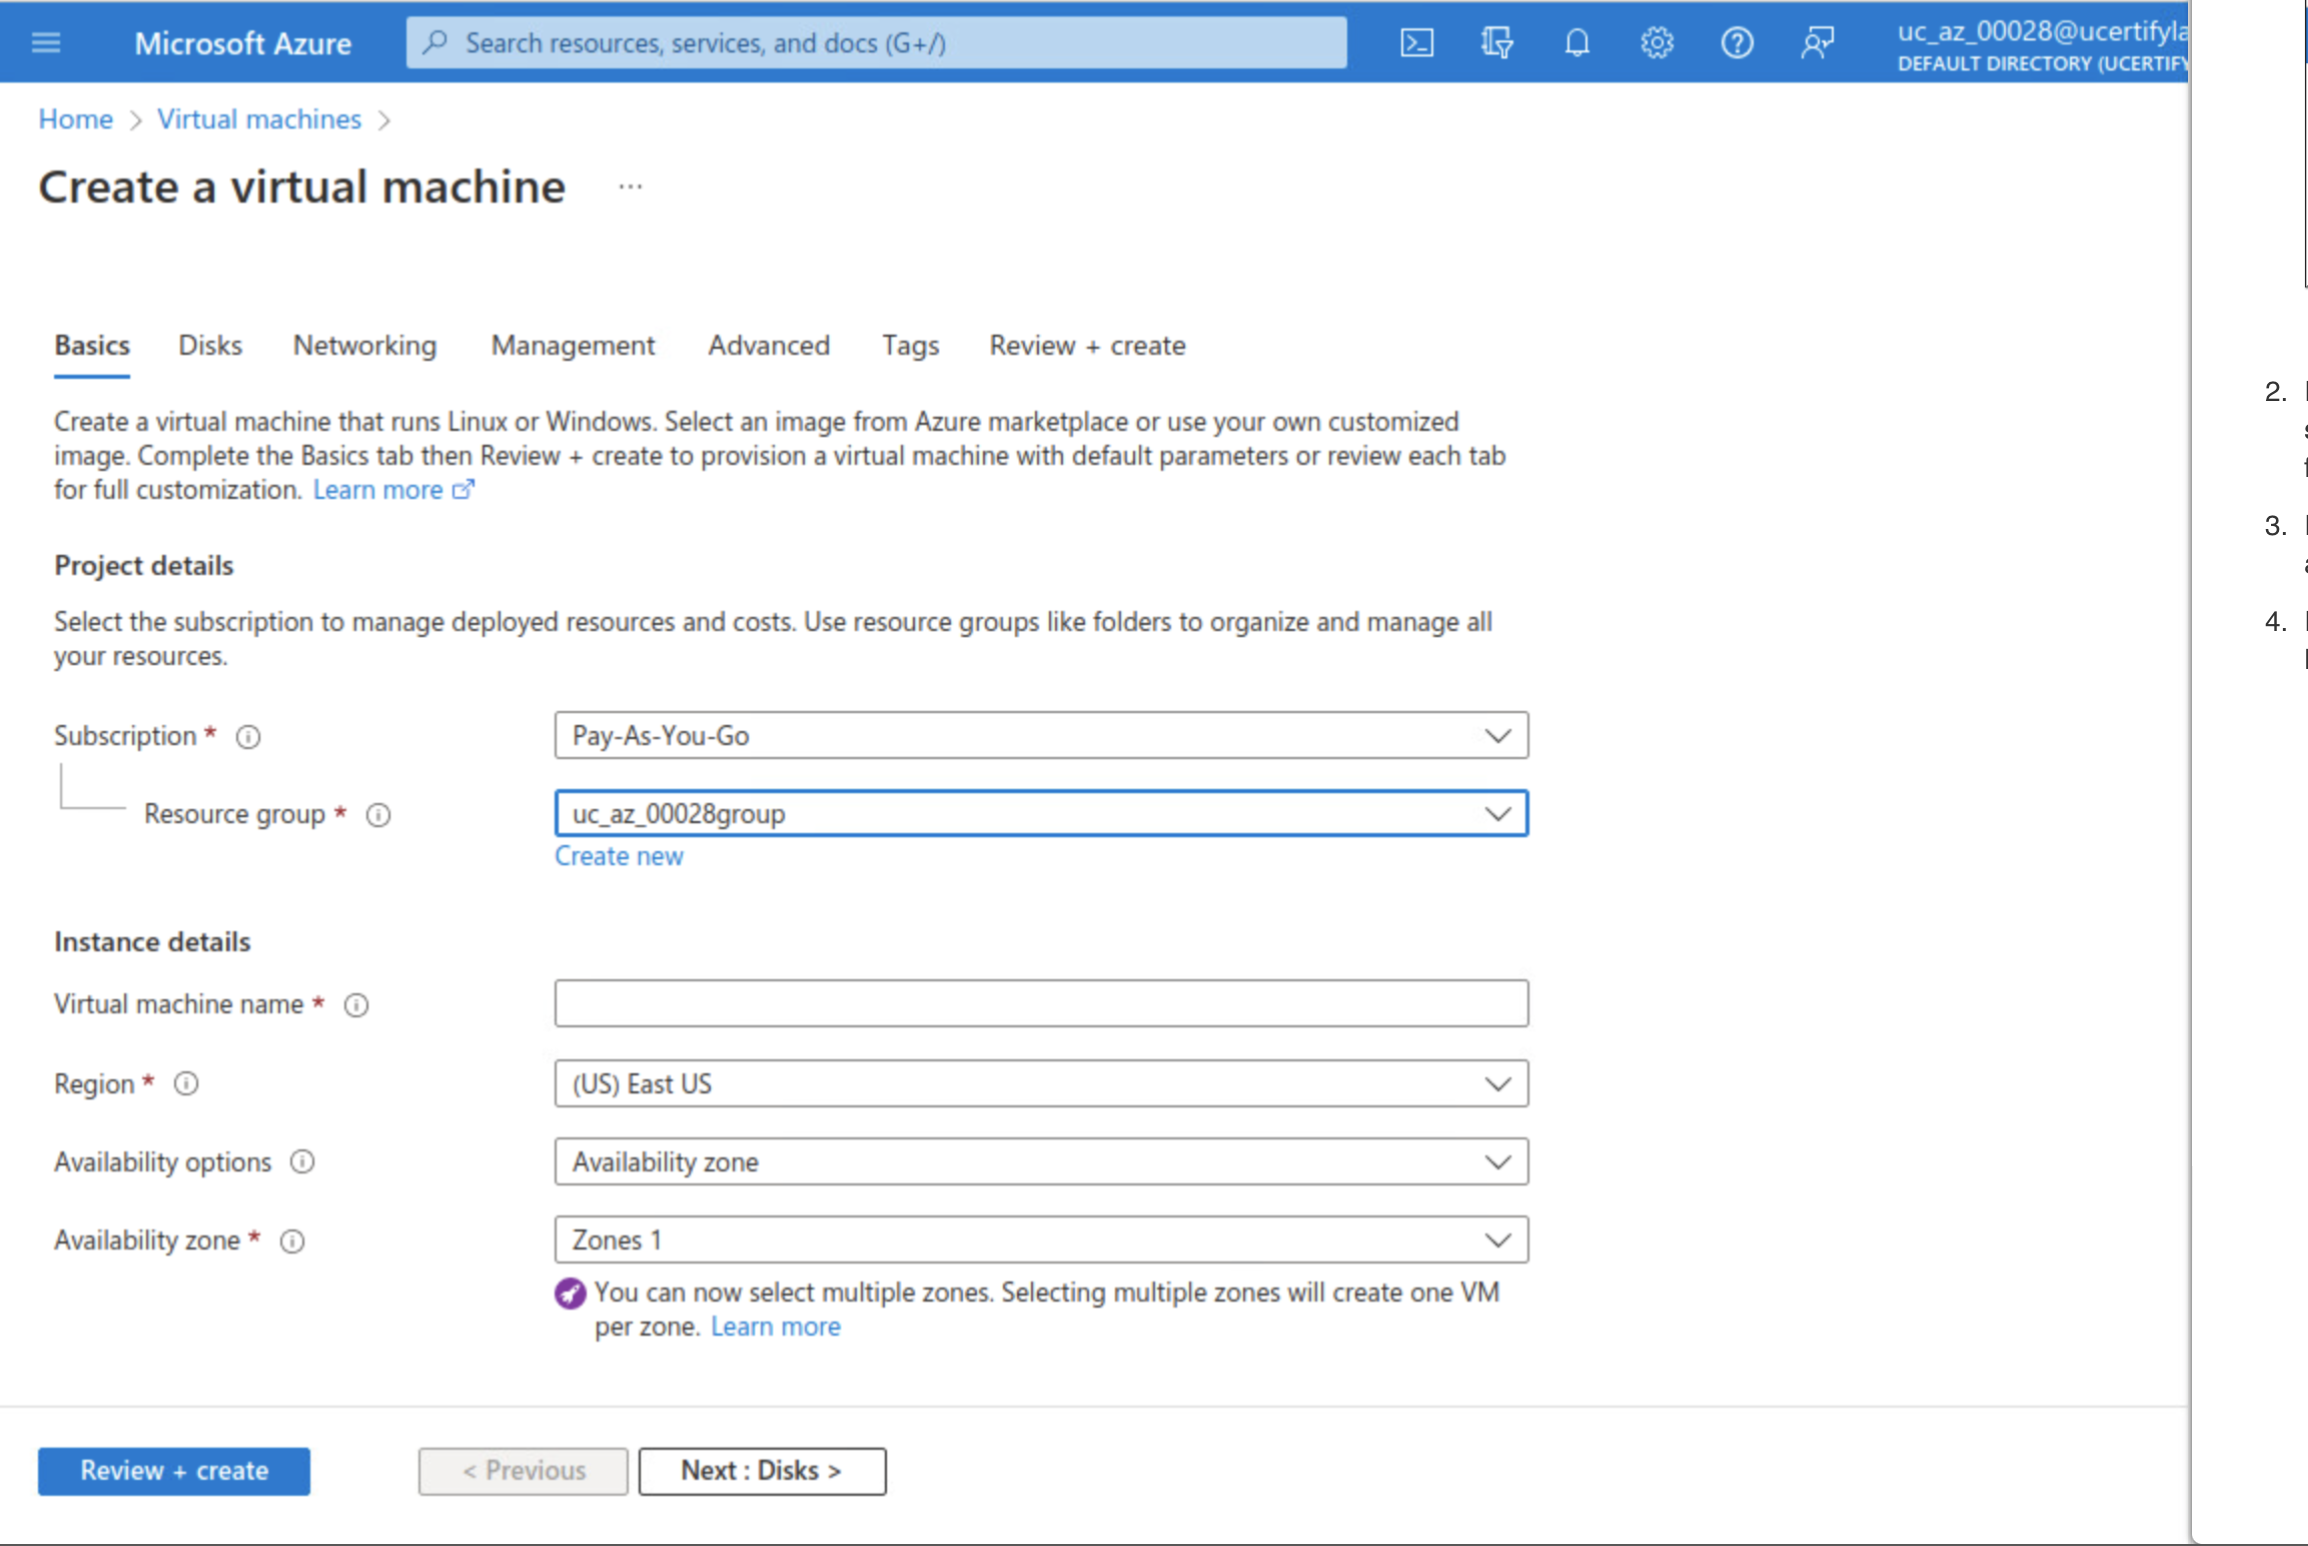 Microsoft Azure
Search resources, services, and docs (G+/)
uc_az_00028@ucertifyla
DEFAULT DIRECTORY (UCERTIFY
Home > Virtual machines >
Create a virtual machine ...
Basics Disks Networking Management Advanced Tags Review + create
Create a virtual machine that runs Linux or Windows. Select an image from Azure marketplace or use your own customized
image. Complete the Basics tab then Review + create to provision a virtual machine with default parameters or review each tab
for full customization. Learn more
Project details
Select the subscription to manage deployed resources and costs. Use resource groups like folders to organize and manage all
your resources.
Subscription * Pay-As-You-Go
Resource group * uc_az_00028group
Create new
Instance details
Virtual machine name *
Region * (US) East US
Availability options Availability zone
Availability zone * Zones 1
You can now select multiple zones. Selecting multiple zones will create one VM
per zone. Learn more
Review + create < Previous Next : Disks >
2.
3.
4.